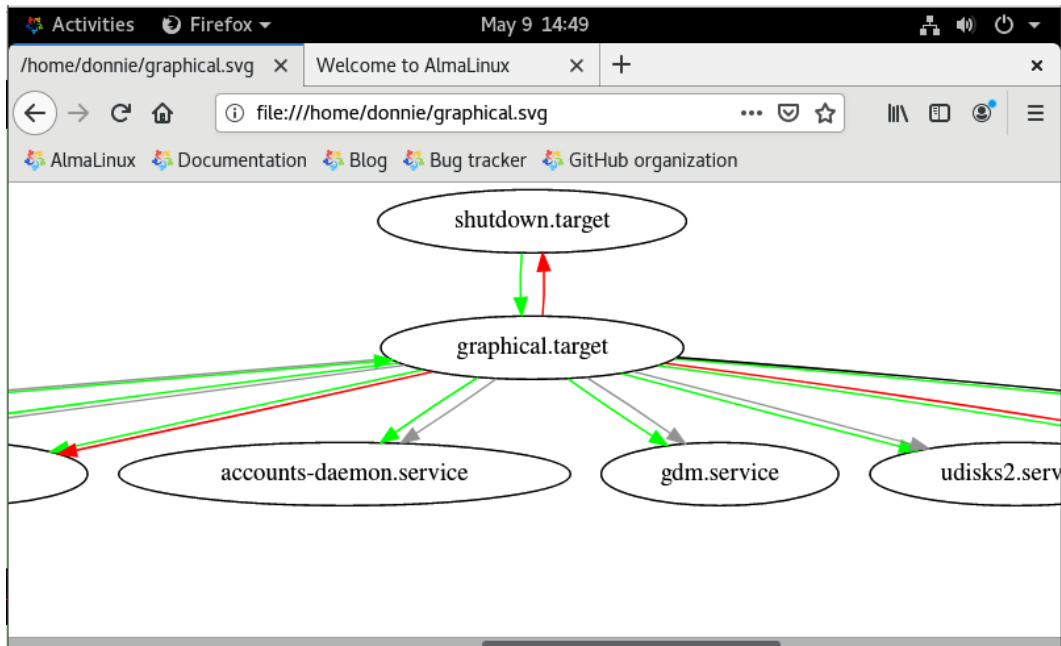 Activities Firefox May 9 14:49
/home/donnie/graphical.svg Welcome to AlmaLinux
file:///home/donnie/graphical.svg
AlmaLinux Documentation Blog Bug tracker GitHub organization
shutdown.target
graphical.target
accounts-daemon.service gdm.service udisks2.serv